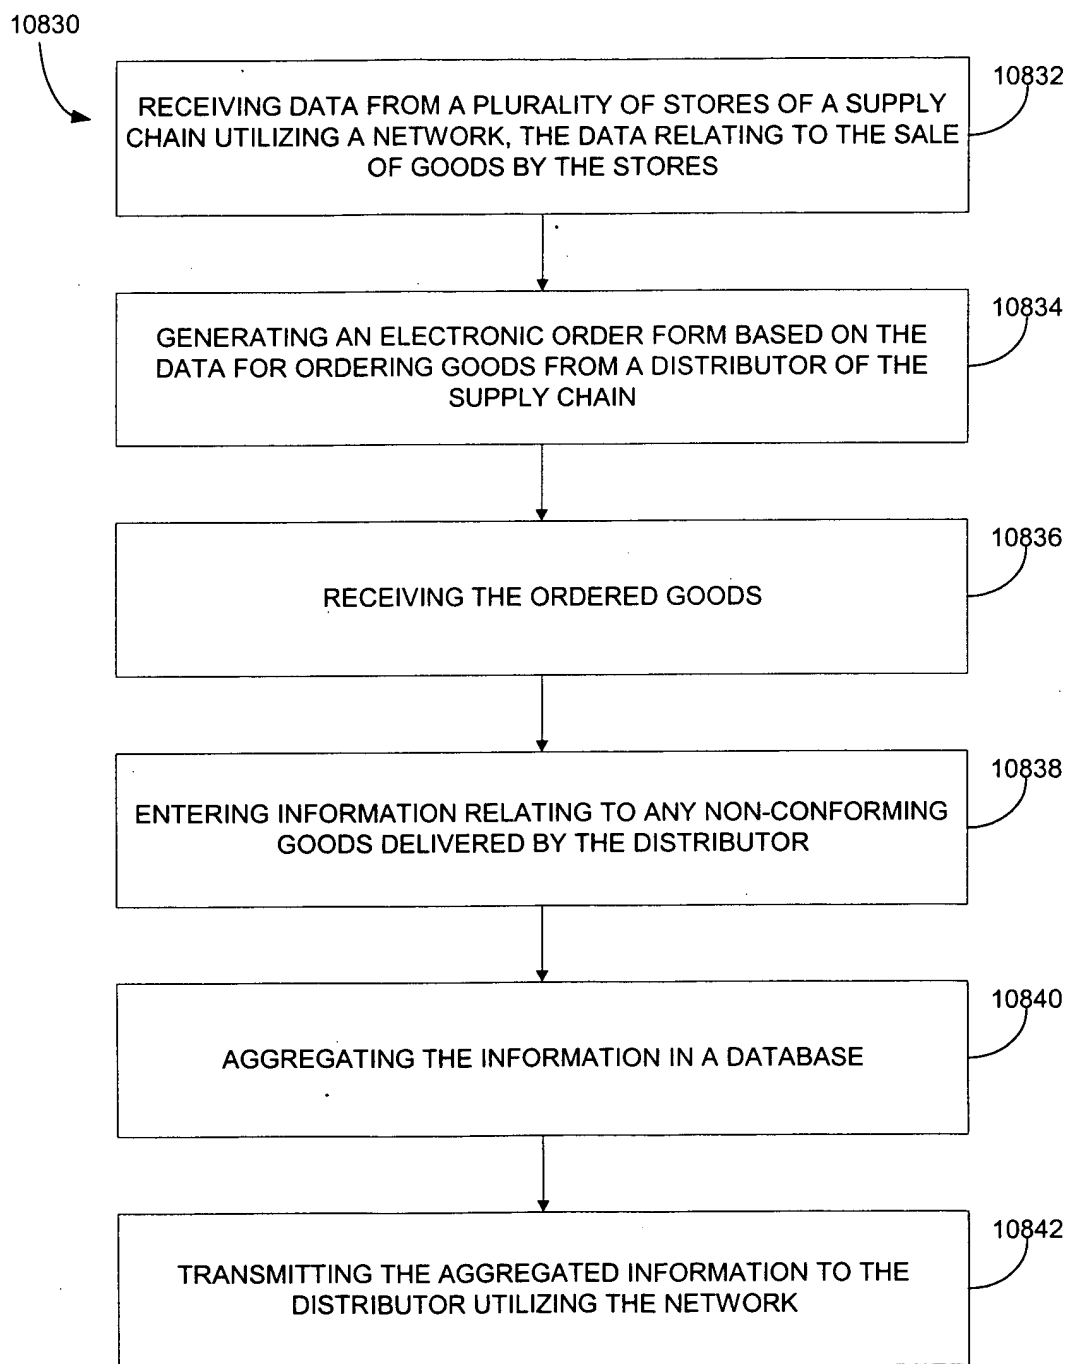 10830
10832
RECEIVING DATA FROM A PLURALITY OF STORES OF A SUPPLY
CHAIN UTILIZING A NETWORK, THE DATA RELATING TO THE SALE
OF GOODS BY THE STORES
10834
GENERATING AN ELECTRONIC ORDER FORM BASED ON THE
DATA FOR ORDERING GOODS FROM A DISTRIBUTOR OF THE
SUPPLY CHAIN
10836
RECEIVING THE ORDERED GOODS
10838
ENTERING INFORMATION RELATING TO ANY NON-CONFORMING
GOODS DELIVERED BY THE DISTRIBUTOR
10840
AGGREGATING THE INFORMATION IN A DATABASE
10842
TRANSMITTING THE AGGREGATED INFORMATION TO THE
DISTRIBUTOR UTILIZING THE NETWORK